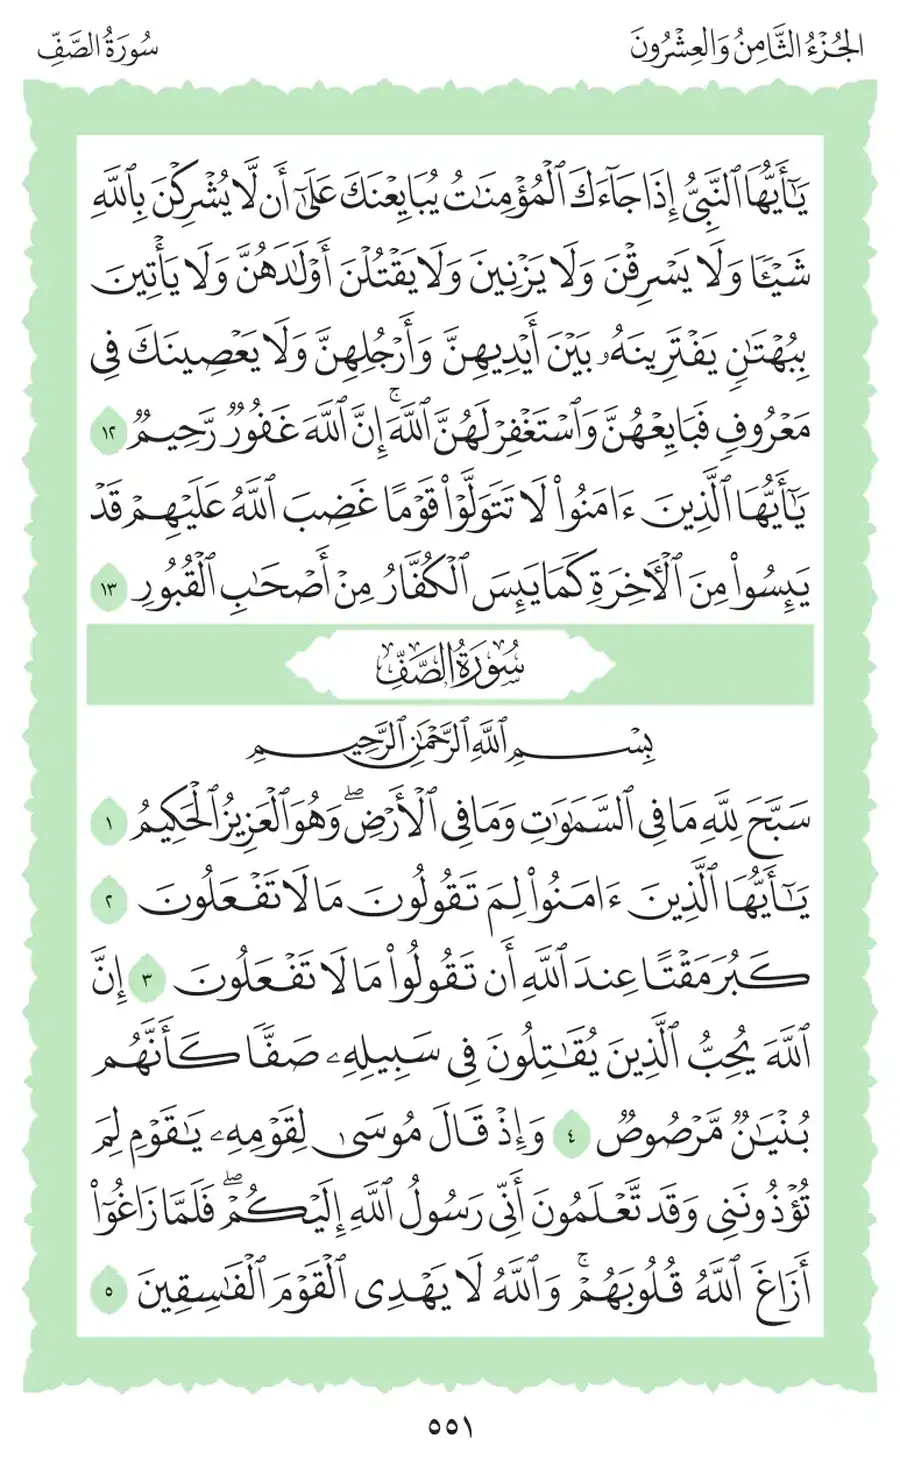 الجُزْءُ الثَّامِنُ وَالعِشْرُونَ
سُورَةُ الصَّفِّ
يَٰٓأَيُّهَا ٱلنَّبِيُّ إِذَا جَآءَكَ ٱلْمُؤْمِنَٰتُ يُبَايِعْنَكَ عَلَىٰٓ أَن لَّا يُشْرِكْنَ بِٱللَّهِ
شَيْـًٔا وَلَا يَسْرِقْنَ وَلَا يَزْنِينَ وَلَا يَقْتُلْنَ أَوْلَٰدَهُنَّ وَلَا يَأْتِينَ
بِبُهْتَٰنٍ يَفْتَرِينَهُۥ بَيْنَ أَيْدِيهِنَّ وَأَرْجُلِهِنَّ وَلَا يَعْصِينَكَ فِى
مَعْرُوفٍ فَبَايِعْهُنَّ وَٱسْتَغْفِرْ لَهُنَّ ٱللَّهَ ۚ إِنَّ ٱللَّهَ غَفُورٌ رَّحِيمٌ ١٢
يَٰٓأَيُّهَا ٱلَّذِينَ ءَامَنُوا۟ لَا تَتَوَلَّوْا۟ قَوْمًا غَضِبَ ٱللَّهُ عَلَيْهِمْ قَدْ
يَئِسُوا۟ مِنَ ٱلْـَٔاخِرَةِ كَمَا يَئِسَ ٱلْكُفَّارُ مِنْ أَصْحَٰبِ ٱلْقُبُورِ ١٣
سُورَةُ الصَّفِّ
بِسْمِ ٱللَّهِ ٱلرَّحْمَٰنِ ٱلرَّحِيمِ
سَبَّحَ لِلَّهِ مَا فِى ٱلسَّمَٰوَٰتِ وَمَا فِى ٱلْأَرْضِ ۖ وَهُوَ ٱلْعَزِيزُ ٱلْحَكِيمُ ١
يَٰٓأَيُّهَا ٱلَّذِينَ ءَامَنُوا۟ لِمَ تَقُولُونَ مَا لَا تَفْعَلُونَ ٢
كَبُرَ مَقْتًا عِندَ ٱللَّهِ أَن تَقُولُوا۟ مَا لَا تَفْعَلُونَ ٣ إِنَّ
ٱللَّهَ يُحِبُّ ٱلَّذِينَ يُقَٰتِلُونَ فِى سَبِيلِهِۦ صَفًّا كَأَنَّهُم
بُنْيَٰنٌ مَّرْصُوصٌ ٤ وَإِذْ قَالَ مُوسَىٰ لِقَوْمِهِۦ يَٰقَوْمِ لِمَ
تُؤْذُونَنِى وَقَد تَّعْلَمُونَ أَنِّى رَسُولُ ٱللَّهِ إِلَيْكُمْ ۖ فَلَمَّا زَاغُوٓا۟
أَزَاغَ ٱللَّهُ قُلُوبَهُمْ ۚ وَٱللَّهُ لَا يَهْدِى ٱلْقَوْمَ ٱلْفَٰسِقِينَ ٥
٥٥١